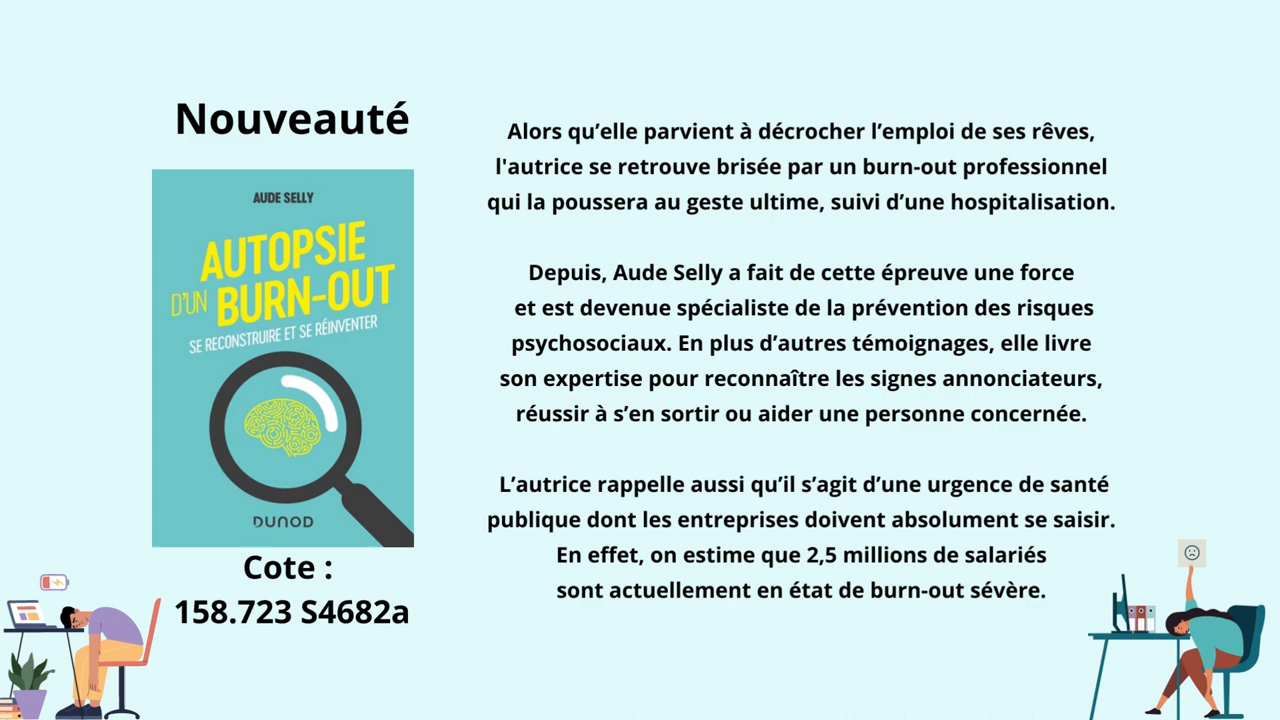 Nouveauté
AUDE SELLY
AUTOPSIE
D'UN BURN-OUT
SE RECONSTRUIRE ET SE RÉINVENTER
DUNOD
Cote :
158.723 S4682a
Alors qu’elle parvient à décrocher l’emploi de ses rêves,
l'autrice se retrouve brisée par un burn-out professionnel
qui la poussera au geste ultime, suivi d’une hospitalisation.
Depuis, Aude Selly a fait de cette épreuve une force
et est devenue spécialiste de la prévention des risques
psychosociaux. En plus d’autres témoignages, elle livre
son expertise pour reconnaître les signes annonciateurs,
réussir à s’en sortir ou aider une personne concernée.
L’autrice rappelle aussi qu’il s’agit d’une urgence de santé
publique dont les entreprises doivent absolument se saisir.
En effet, on estime que 2,5 millions de salariés
sont actuellement en état de burn-out sévère.